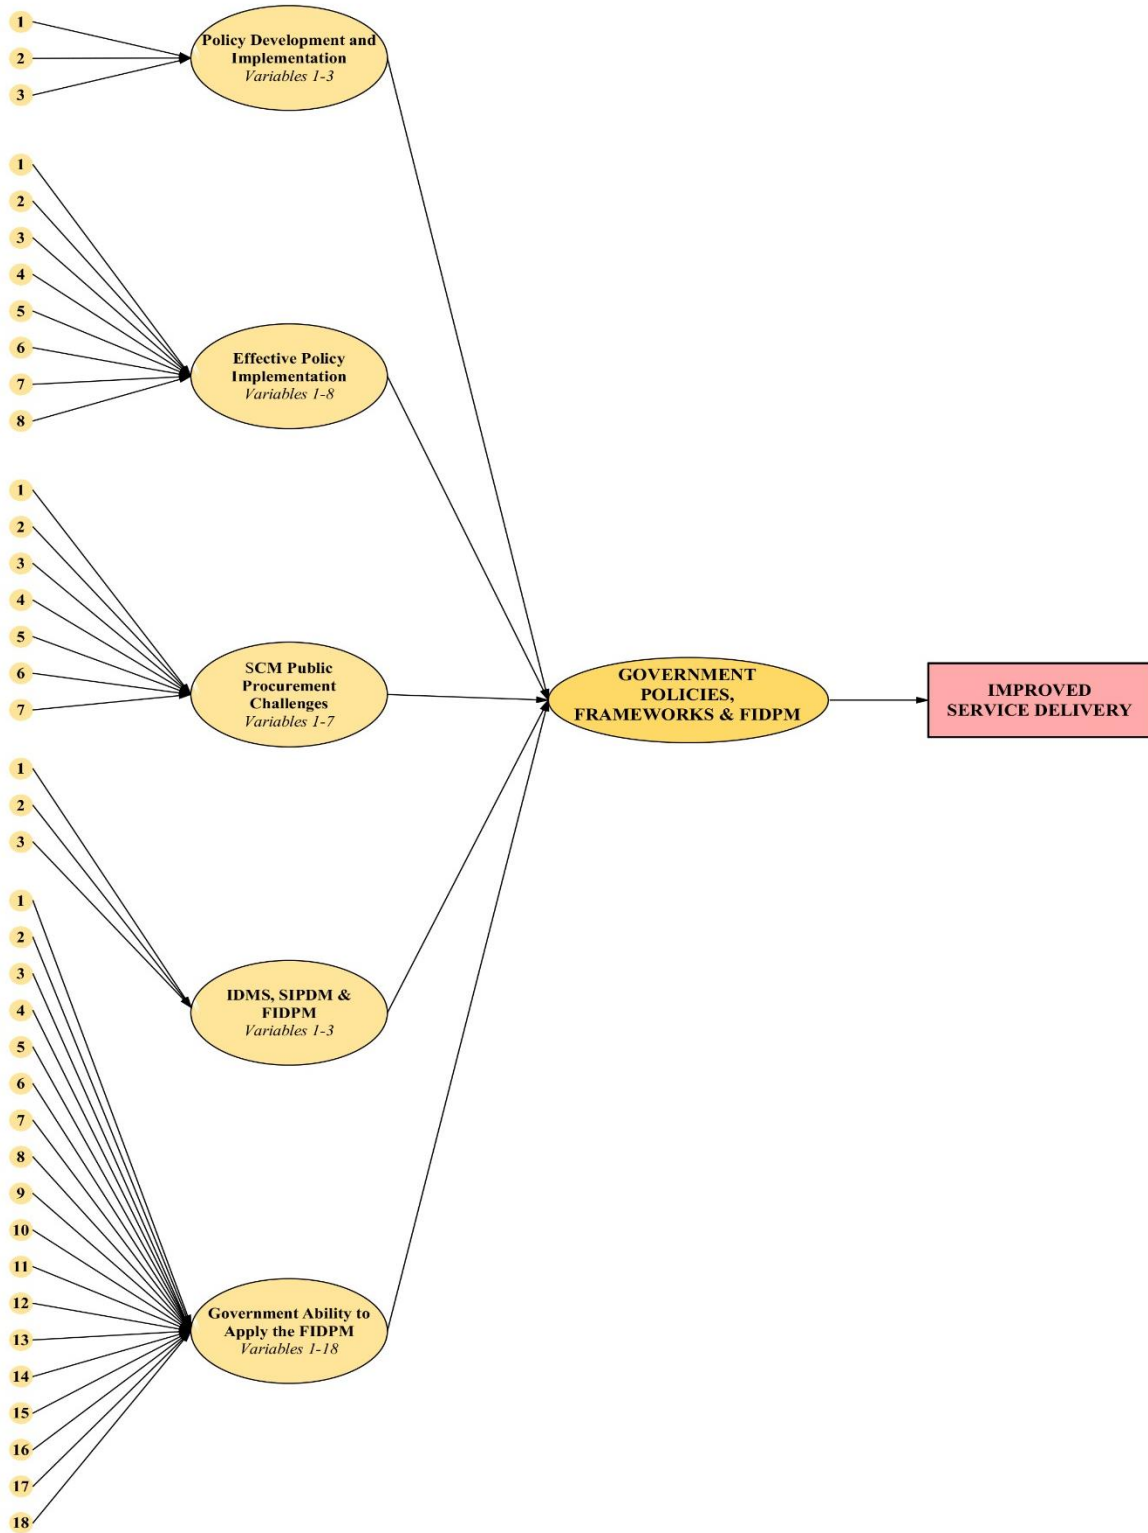 1
2
3
Policy Development and
Implementation
Variables 1-3
1
2
3
4
5
6
7
8
Effective Policy
Implementation
Variables 1-8
1
2
3
4
5
6
7
SCM Public
Procurement
Challenges
Variables 1-7
1
2
3
IDMS, SIPDM &
FIDPM
Variables 1-3
1
2
3
4
5
6
7
8
9
10
11
12
13
14
15
16
17
18
Government Ability to
Apply the FIDPM
Variables 1-18
GOVERNMENT
POLICIES,
FRAMEWORKS & FIDPM
IMPROVED
SERVICE DELIVERY